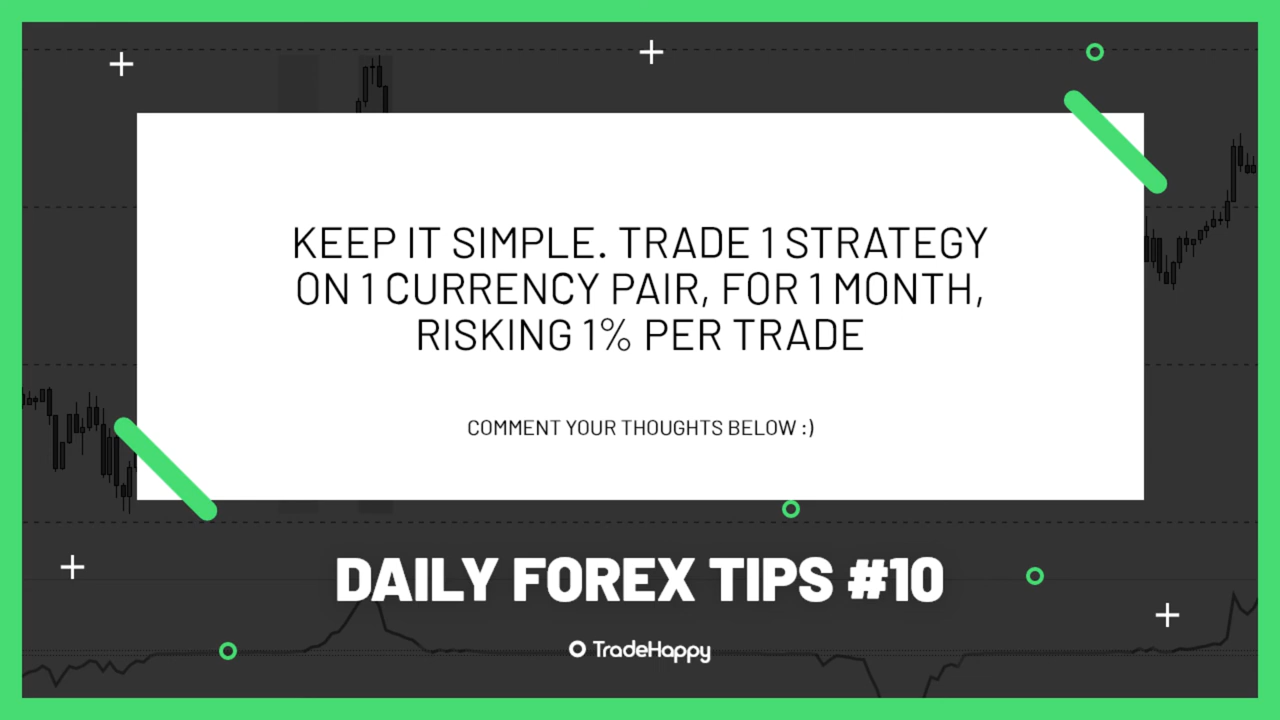 KEEP IT SIMPLE. TRADE 1 STRATEGY
ON 1 CURRENCY PAIR, FOR 1 MONTH,
RISKING 1% PER TRADE
COMMENT YOUR THOUGHTS BELOW :)
DAILY FOREX TIPS #10
TradeHappy